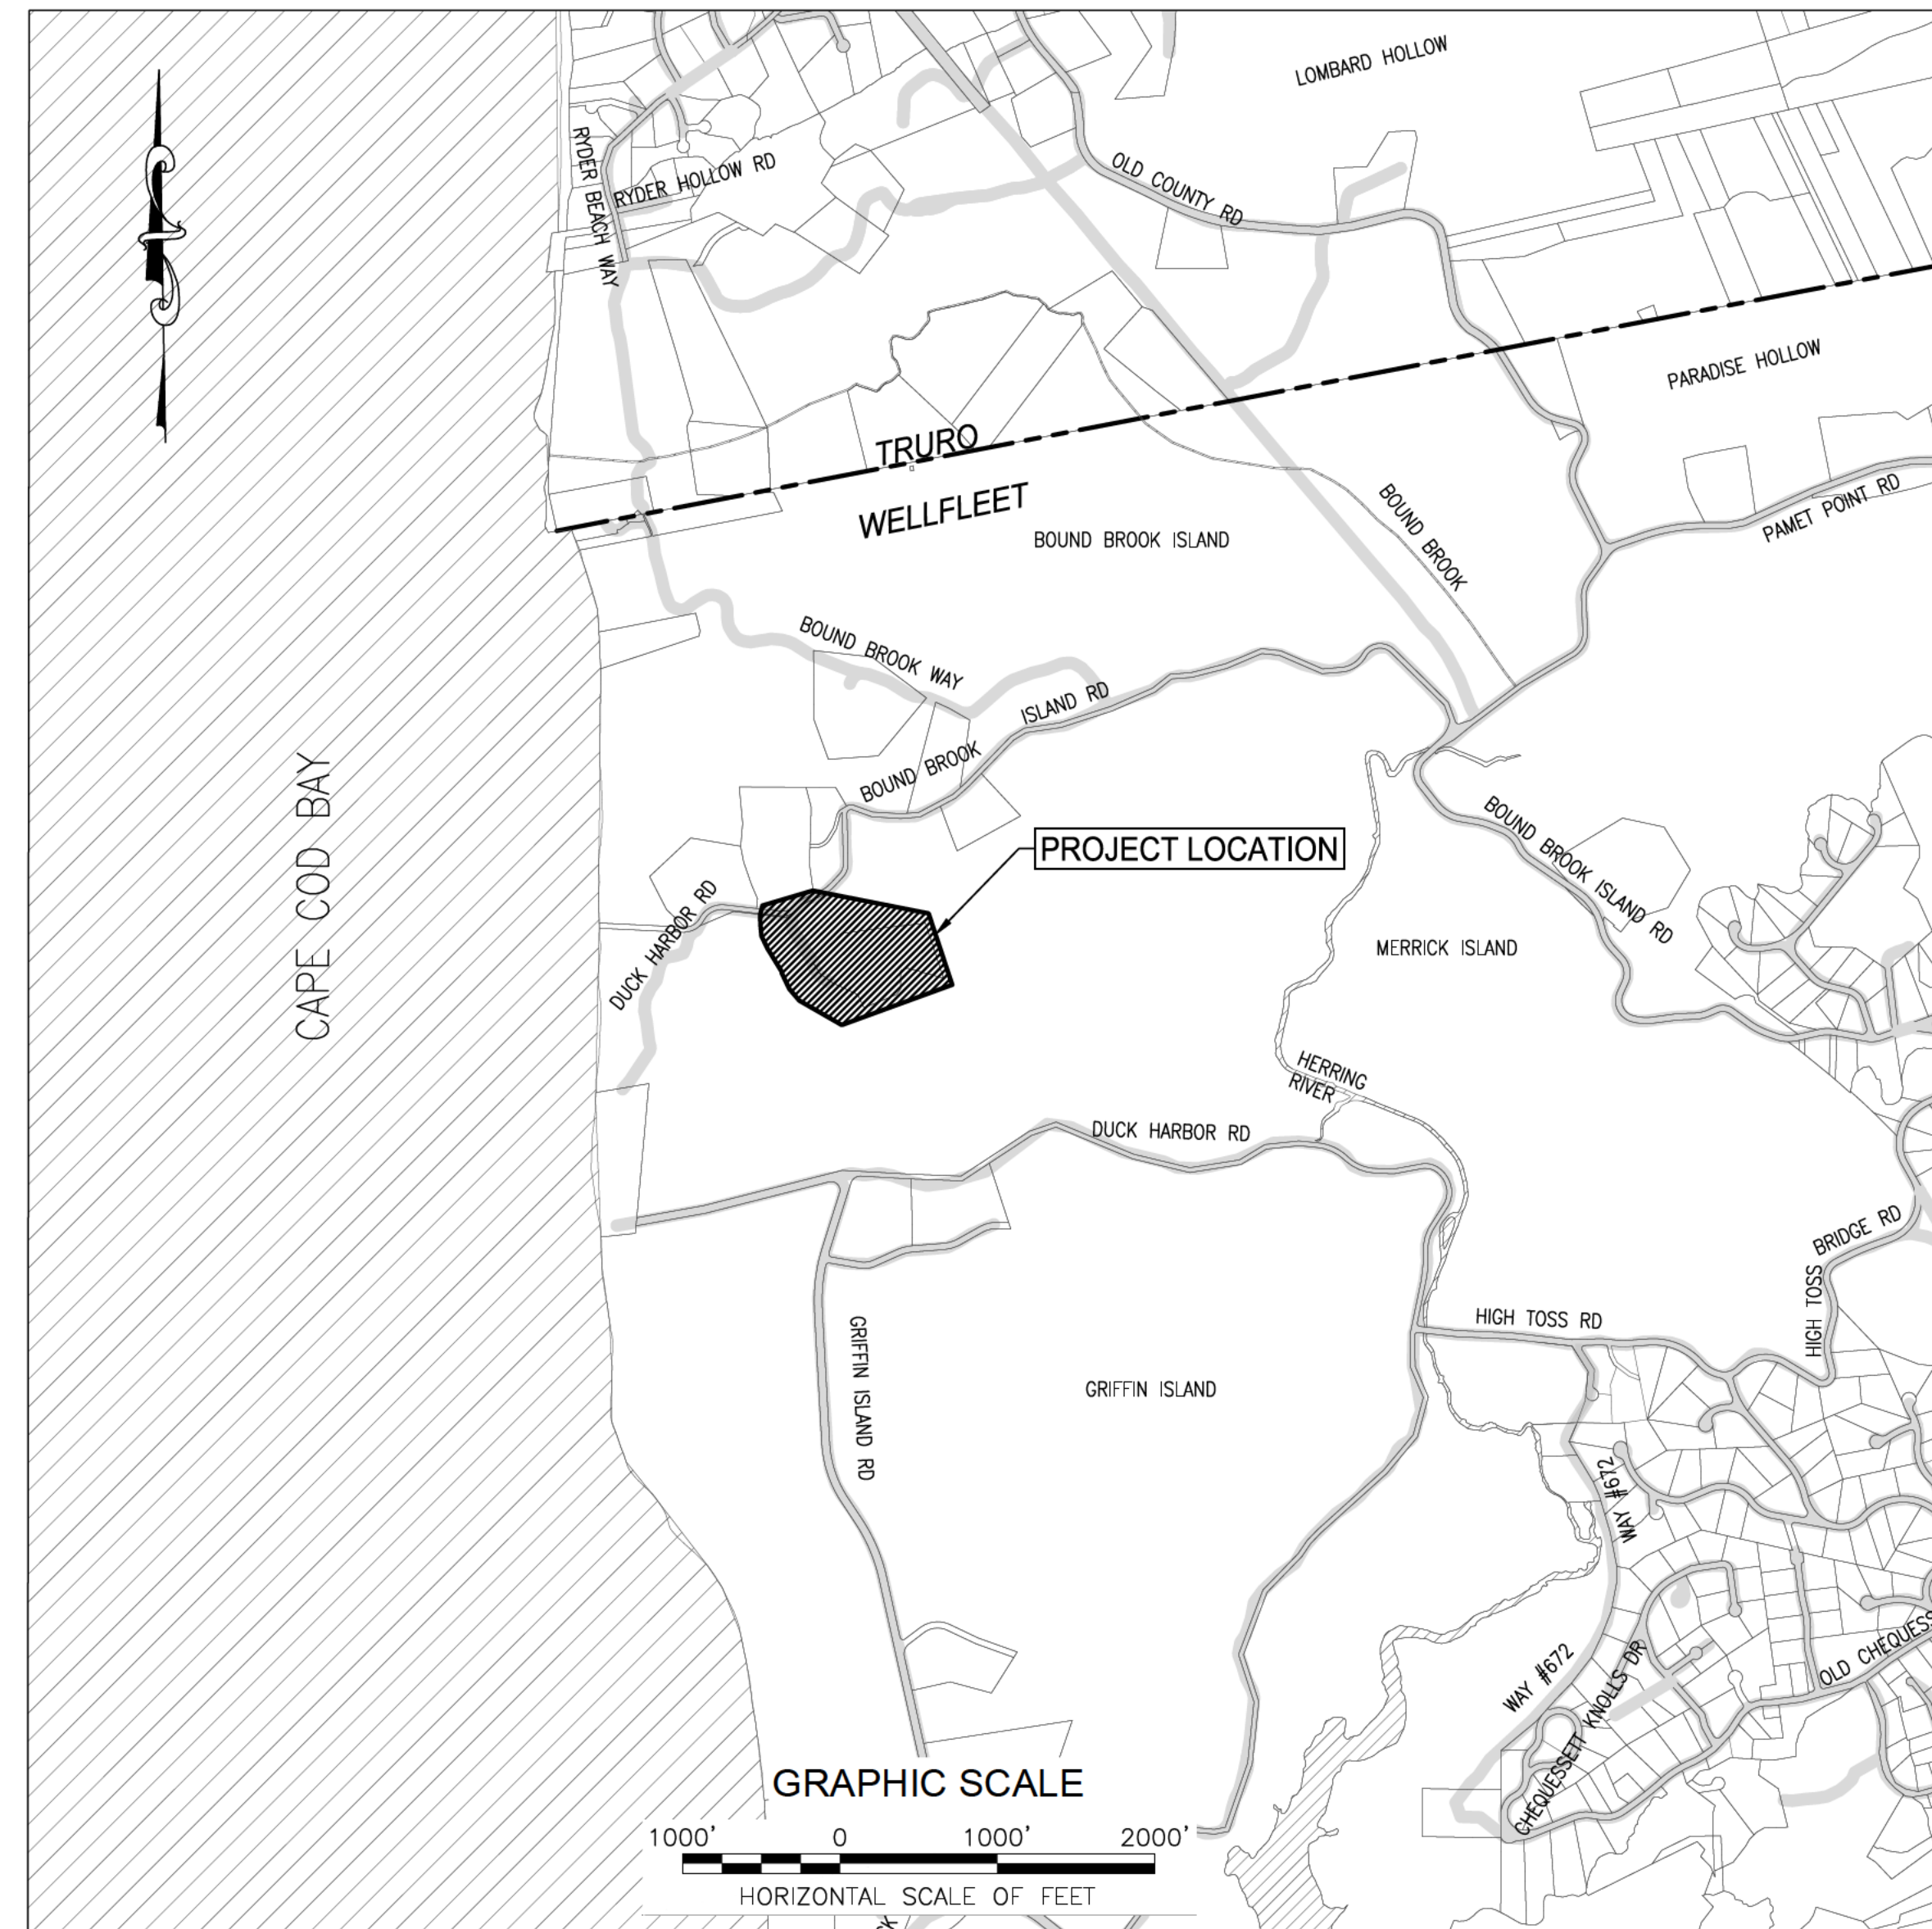 LOMBARD HOLLOW
RYDER BEACH WAY
RYDER HOLLOW RD
OLD COUNTY RD
PARADISE HOLLOW
TRURO
WELLFLEET
BOUND BROOK ISLAND
BOUND BROOK
PAMET POINT RD
BOUND BROOK WAY
ISLAND RD
BOUND BROOK
CAPE COD BAY
BOUND BROOK ISLAND RD
PROJECT LOCATION
DUCK HARBOR RD
MERRICK ISLAND
HERRING
RIVER
DUCK HARBOR RD
BRIDGE RD
HIGH TOSS
HIGH TOSS RD
GRIFFIN ISLAND RD
GRIFFIN ISLAND
WAY #672
WAY #672
CHEQUESSETT KNOLLS DR
OLD CHEQUESS
GRAPHIC SCALE
1000' 0 1000' 2000'
HORIZONTAL SCALE OF FEET